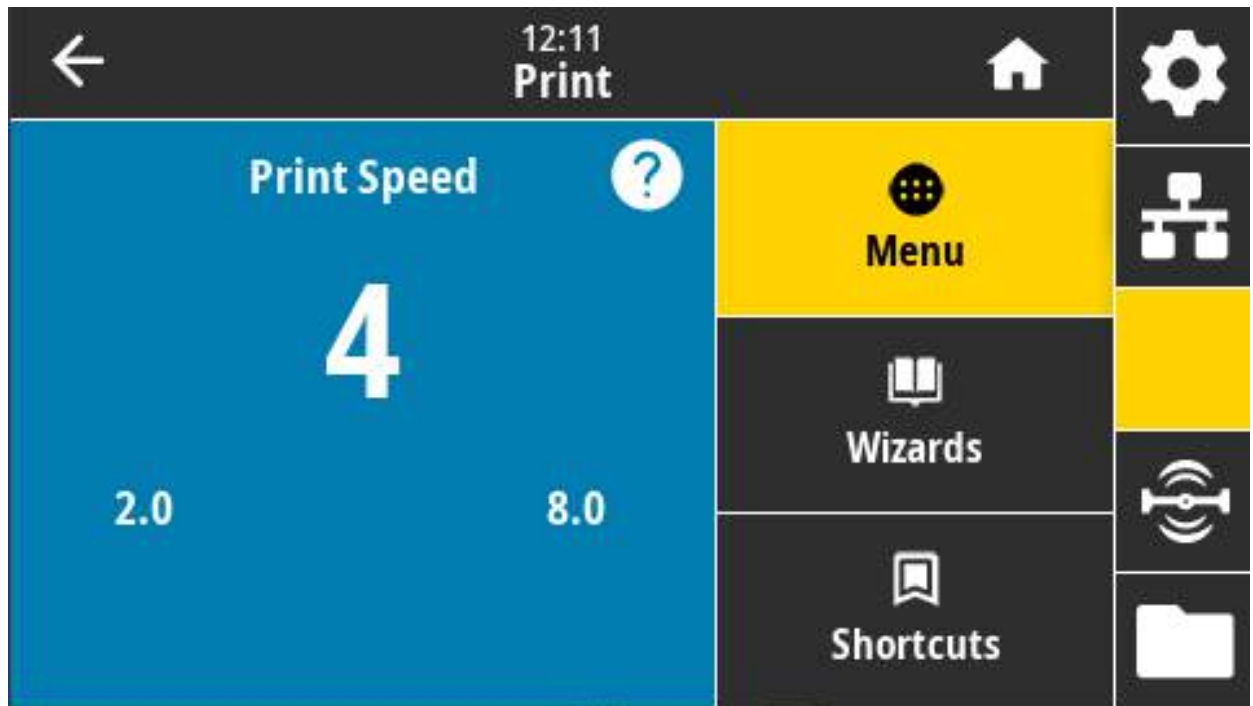 12:11
Print
Print Speed
?
4
2.0
8.0
Menu
Wizards
Shortcuts